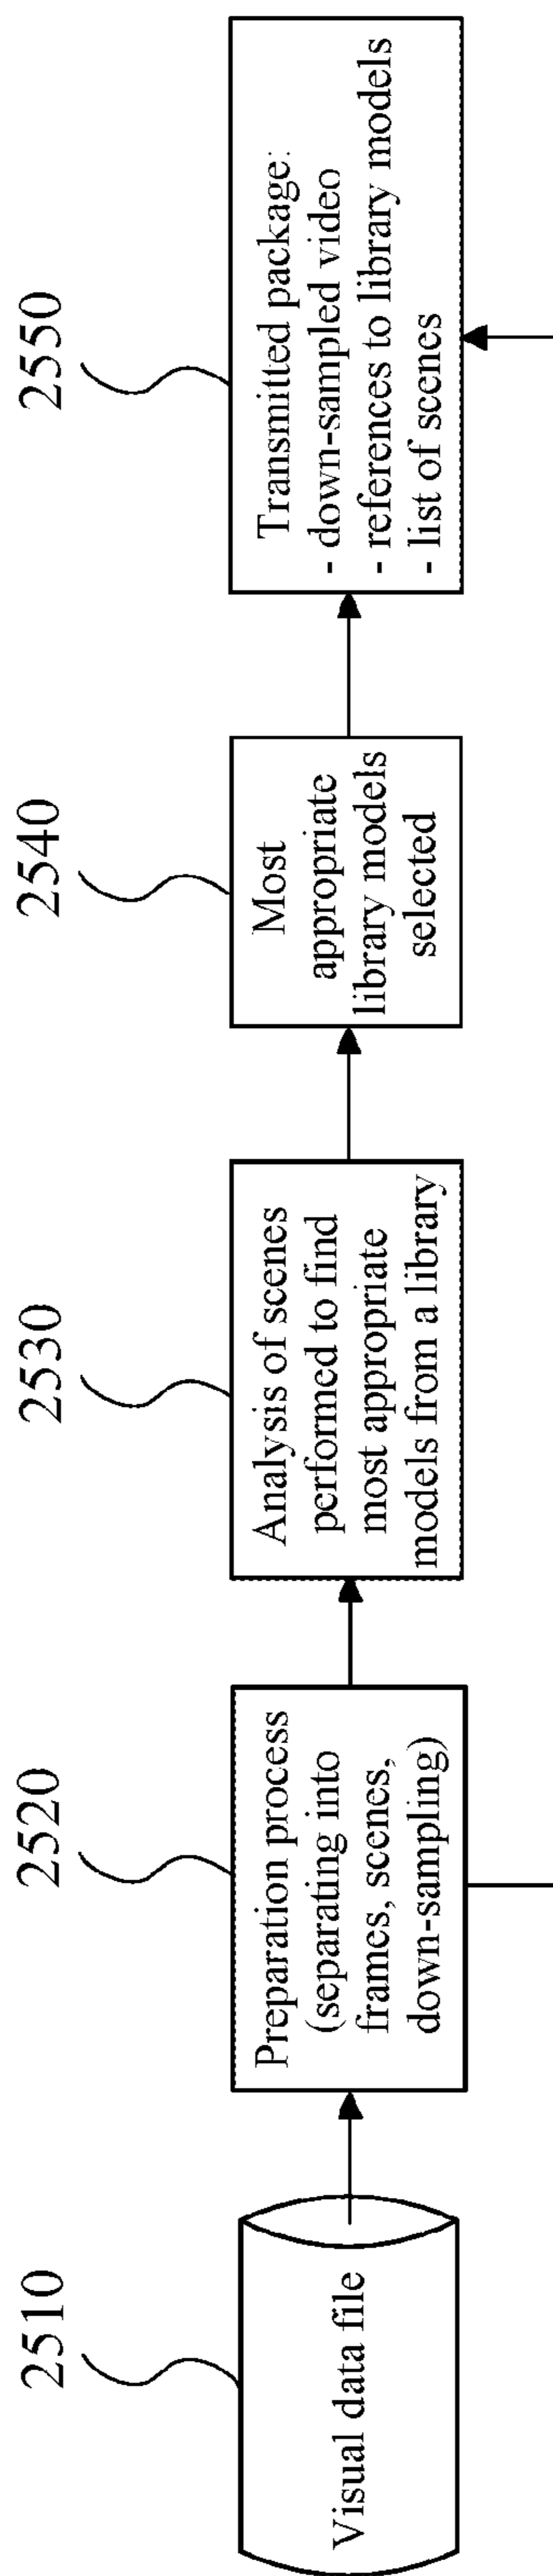 2510
2520
2530
2540
2550
Visual data file
Preparation process
(separating into
frames, scenes,
down-sampling)
Analysis of scenes
performed to find
most appropriate
models from a library
Most
appropriate
library models
selected
Transmitted package:
- down-sampled video
- references to library models
- list of scenes